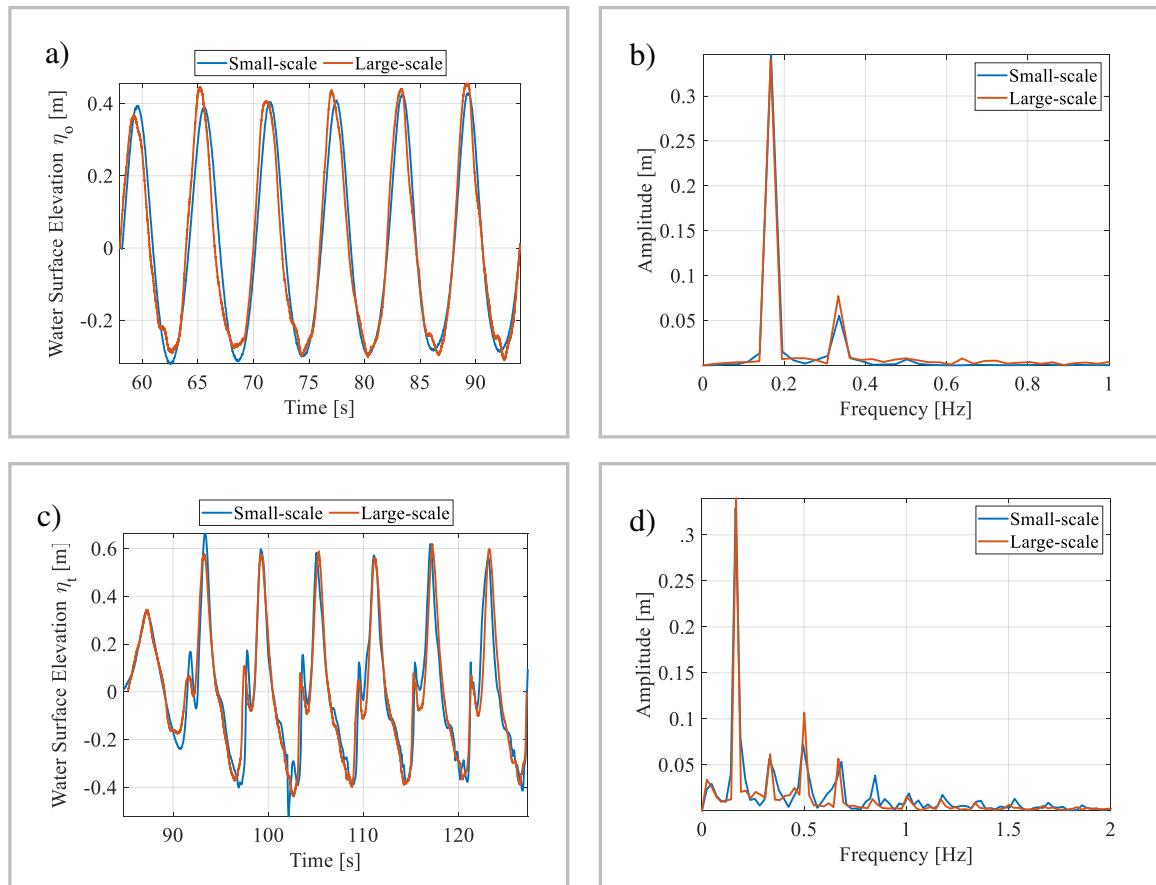 a)
Small-scale Large-scale
Water Surface Elevation ηo [m]
0.4
0.2
0
-0.2
60 65 70 75 80 85 90
Time [s]
b)
Small-scale
Large-scale
Amplitude [m]
0.3
0.25
0.2
0.15
0.1
0.05
0 0.2 0.4 0.6 0.8 1
Frequency [Hz]
c)
Small-scale Large-scale
Water Surface Elevation ηt [m]
0.6
0.4
0.2
0
-0.2
-0.4
90 100 110 120
Time [s]
d)
Small-scale
Large-scale
Amplitude [m]
.3
0.25
0.2
0.15
0.1
0.05
0 0.5 1 1.5 2
Frequency [Hz]